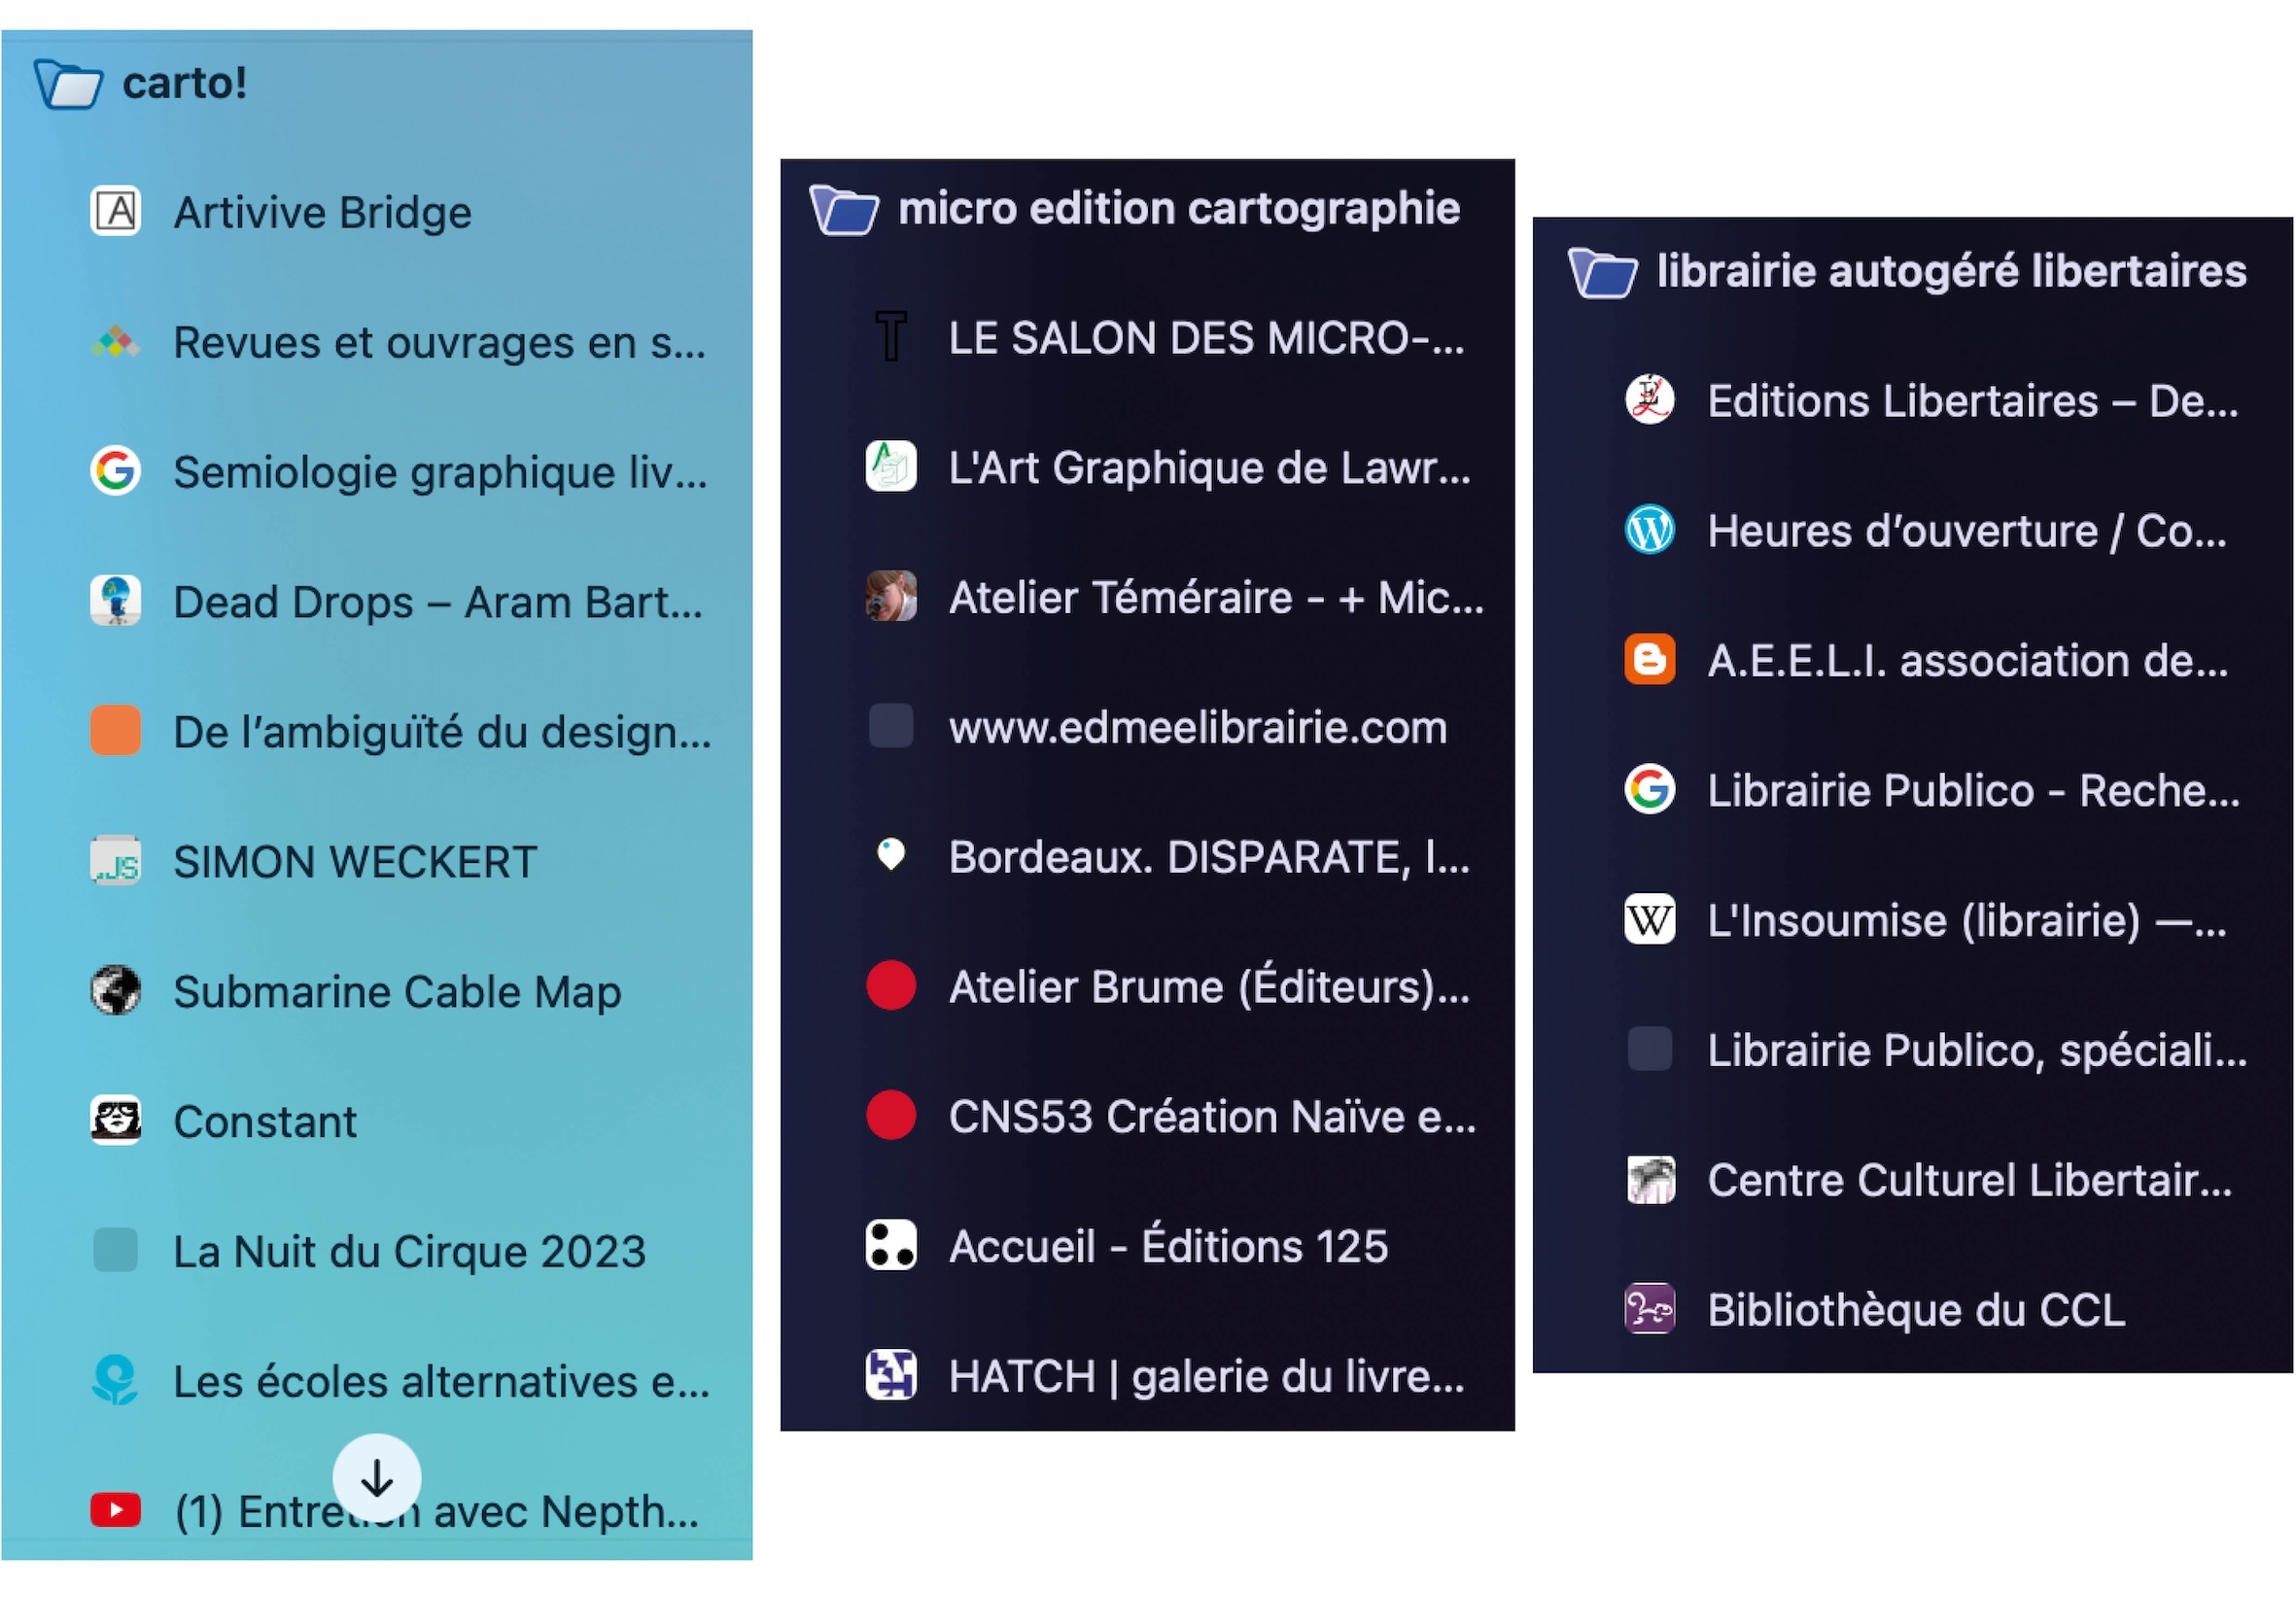 carto!
Artivive Bridge
Revues et ouvrages en s...
Semiologie graphique liv...
Dead Drops – Aram Bart...
De l’ambiguïté du design...
SIMON WECKERT
Submarine Cable Map
Constant
La Nuit du Cirque 2023
Les écoles alternatives e...
(1) Entretien avec Nepth...
micro edition cartographie
LE SALON DES MICRO-...
L'Art Graphique de Lawr...
Atelier Téméraire - + Mic...
www.edmeelibrairie.com
Bordeaux. DISPARATE, l...
Atelier Brume (Éditeurs)...
CNS53 Création Naïve e...
Accueil - Éditions 125
HATCH | galerie du livre...
librairie autogéré libertaires
Editions Libertaires – De...
Heures d’ouverture / Co...
A.E.E.L.I. association de...
Librairie Publico - Reche...
L'Insoumise (librairie) —...
Librairie Publico, spéciali...
Centre Culturel Libertair...
Bibliothèque du CCL